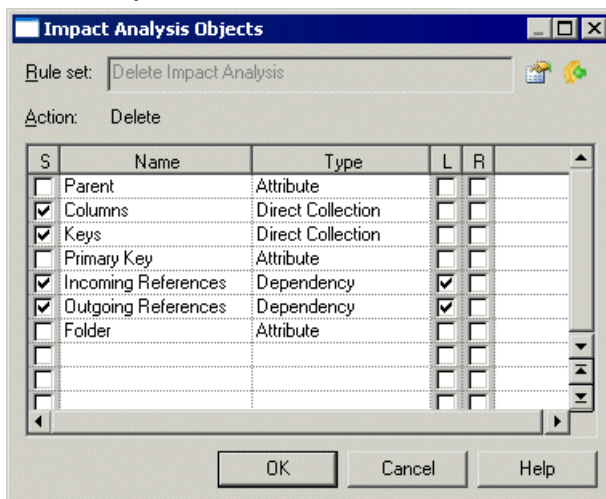 Impact Analysis Objects
Rule set: Delete Impact Analysis
Action: Delete
S Name Type L R
Parent Attribute
Columns Direct Collection
Keys Direct Collection
Primary Key Attribute
Incoming References Dependency
Outgoing References Dependency
Folder Attribute
OK Cancel Help